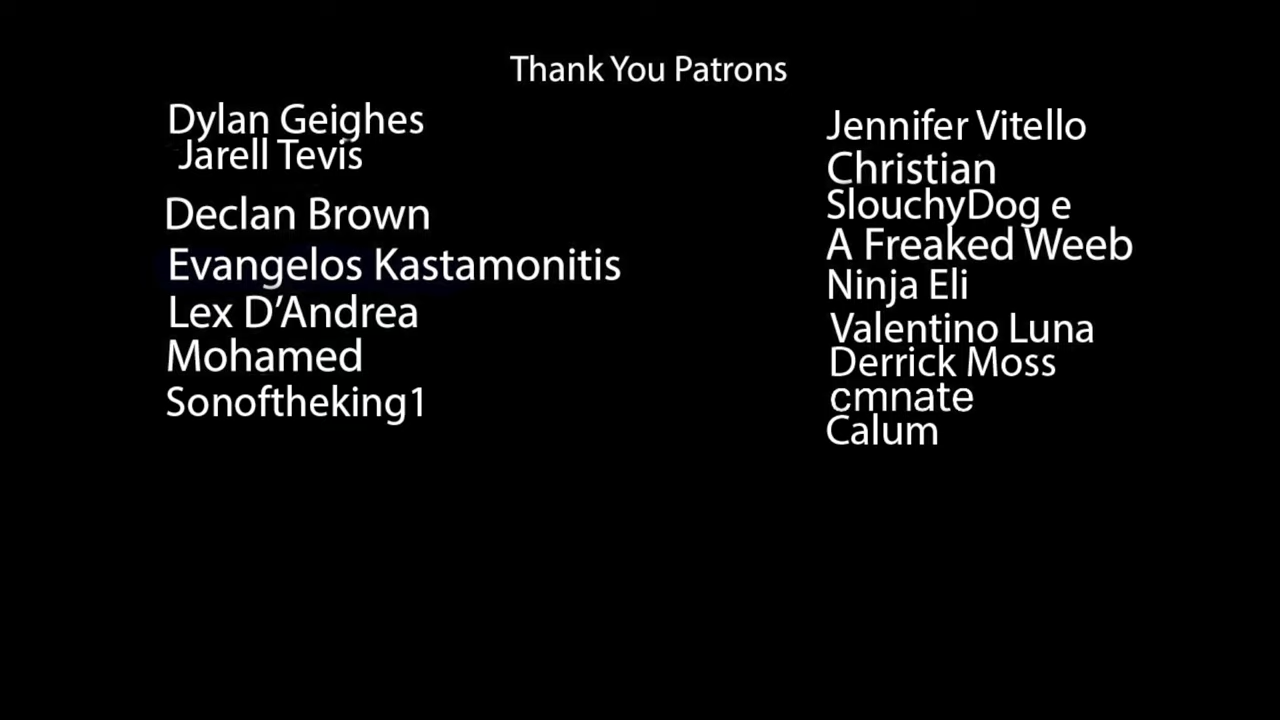 Thank You Patrons
Dylan Geighes
Jarell Tevis
Declan Brown
Evangelos Kastamonitis
Lex D’Andrea
Mohamed
Sonoftheking1
Jennifer Vitello
Christian
SlouchyDog e
A Freaked Weeb
Ninja Eli
Valentino Luna
Derrick Moss
cmnate
Calum